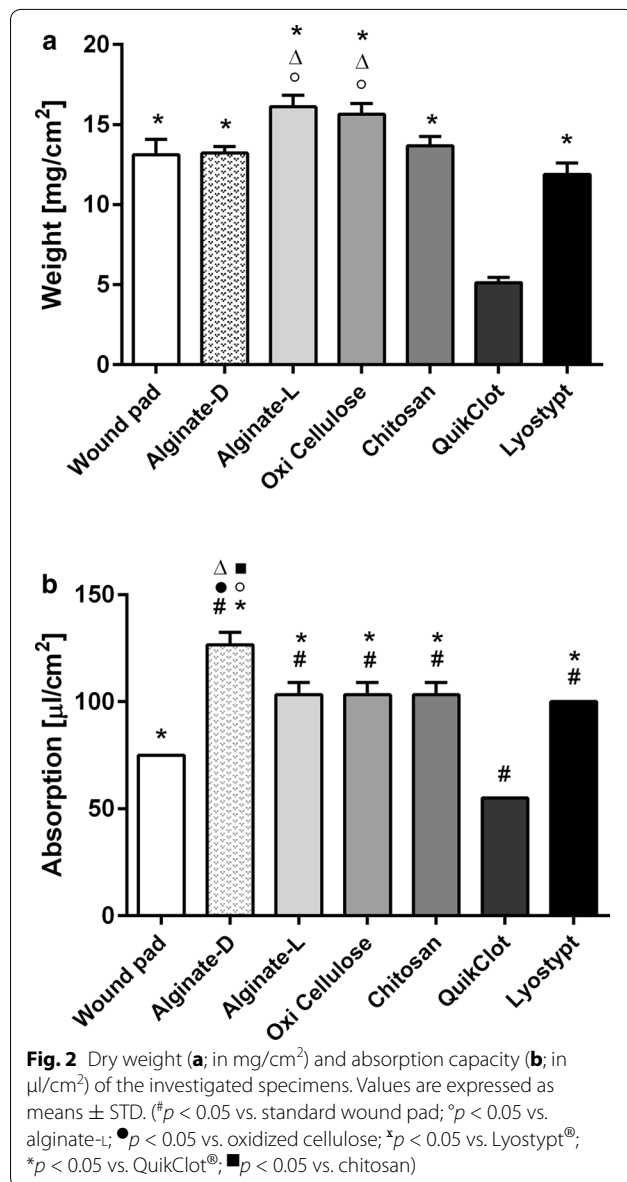 a
*
*
Δ
Δ
○
○
*
*
*
*
20
15
10
5
0
Weight [mg/cm²]
Wound pad
Alginate-D
Alginate-L
Oxi Cellulose
Chitosan
QuikClot
Lyostypt
b
Δ ■
● ○
# *
*
*
#
*
#
*
#
#
*
#
150
100
50
0
Absorption [µl/cm²]
Wound pad
Alginate-D
Alginate-L
Oxi Cellulose
Chitosan
QuikClot
Lyostypt
Fig. 2 Dry weight (a; in mg/cm²) and absorption capacity (b; in
µl/cm²) of the investigated specimens. Values are expressed as
means ± STD. (#p < 0.05 vs. standard wound pad; °p < 0.05 vs.
alginate-L; ●p < 0.05 vs. oxidized cellulose; ˣp < 0.05 vs. Lyostypt®;
*p < 0.05 vs. QuikClot®; ■p < 0.05 vs. chitosan)